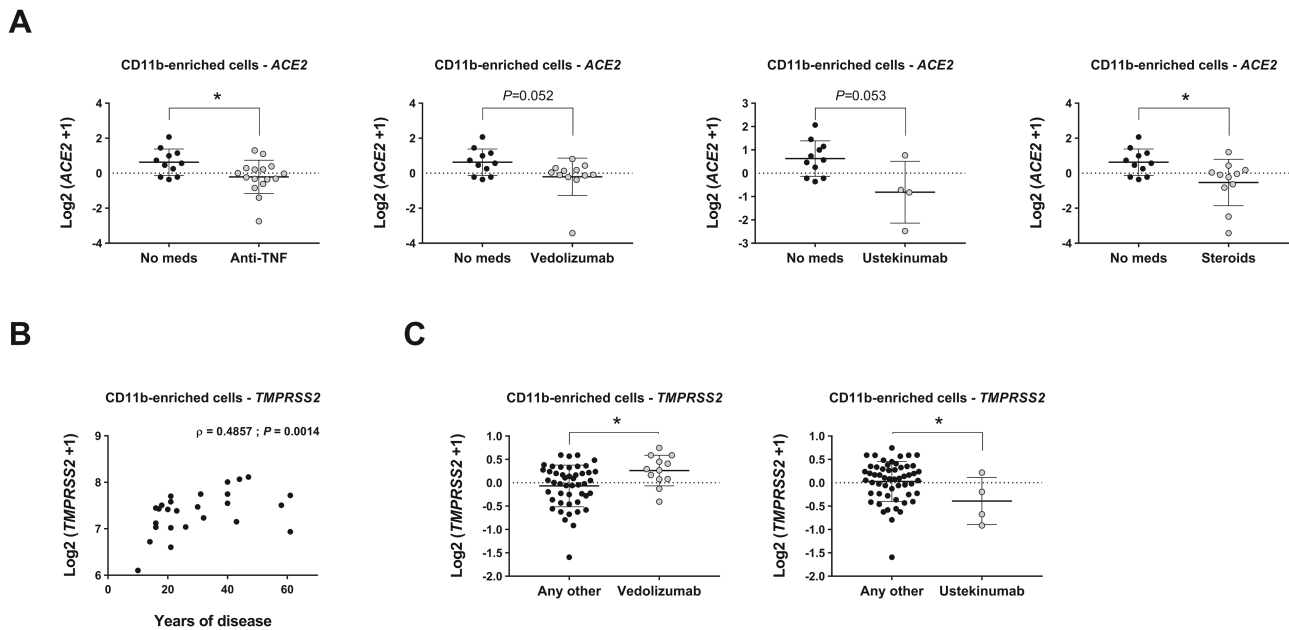 A
CD11b-enriched cells - ACE2
*
Log2 (ACE2 +1)
4
2
0
-2
-4
No meds Anti-TNF
CD11b-enriched cells - ACE2
P=0.052
Log2 (ACE2 +1)
4
2
0
-2
-4
No meds Vedolizumab
CD11b-enriched cells - ACE2
P=0.053
Log2 (ACE2 +1)
3
2
1
0
-1
-2
-3
No meds Ustekinumab
CD11b-enriched cells - ACE2
*
Log2 (ACE2 +1)
4
2
0
-2
-4
No meds Steroids
B
CD11b-enriched cells - TMPRSS2
ρ = 0.4857 ; P = 0.0014
Log2 (TMPRSS2 +1)
9
8
7
6
0 20 40 60
Years of disease
C
CD11b-enriched cells - TMPRSS2
*
Log2 (TMPRSS2 +1)
1.0
0.5
0.0
-0.5
-1.0
-1.5
-2.0
Any other Vedolizumab
CD11b-enriched cells - TMPRSS2
*
Log2 (TMPRSS2 +1)
1.0
0.5
0.0
-0.5
-1.0
-1.5
-2.0
Any other Ustekinumab